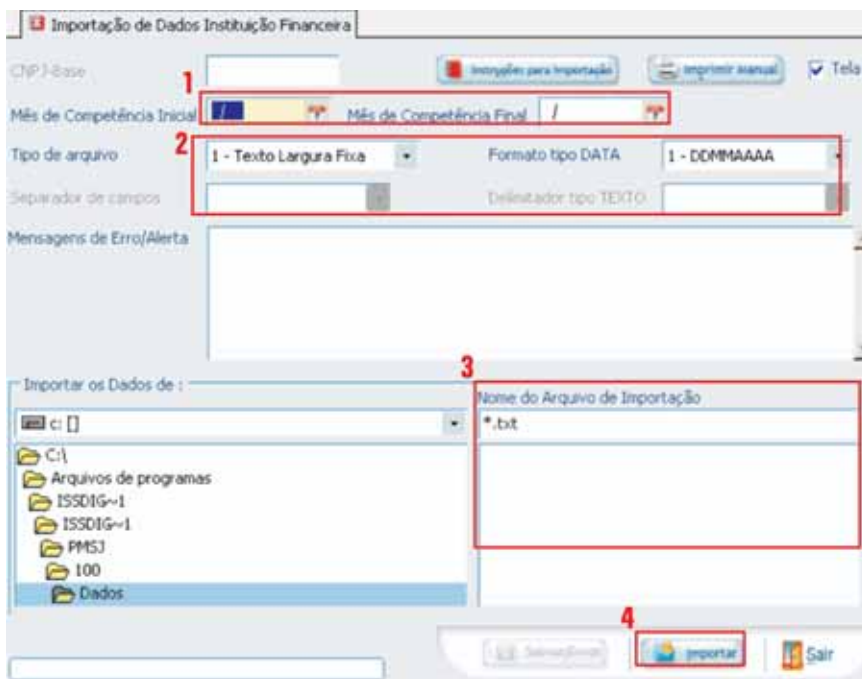 Importação de Dados Instituição Financeira
CNPJ-Base Instruções para Importação Imprimir manual Tela
1
Mês de Competência Inicial / Mês de Competência Final /
2
Tipo de arquivo 1 - Texto Largura Fixa Formato tipo DATA 1 - DDMMAAAA
Separador de campos Delimitador tipo TEXTO
Mensagens de Erro/Alerta
3
Importar os Dados de : Nome do Arquivo de Importação
c: [] *.txt
C:\
Arquivos de programas
ISSDIG~1
ISSDIG~1
PMSJ
100
Dados
4
Importar Sair